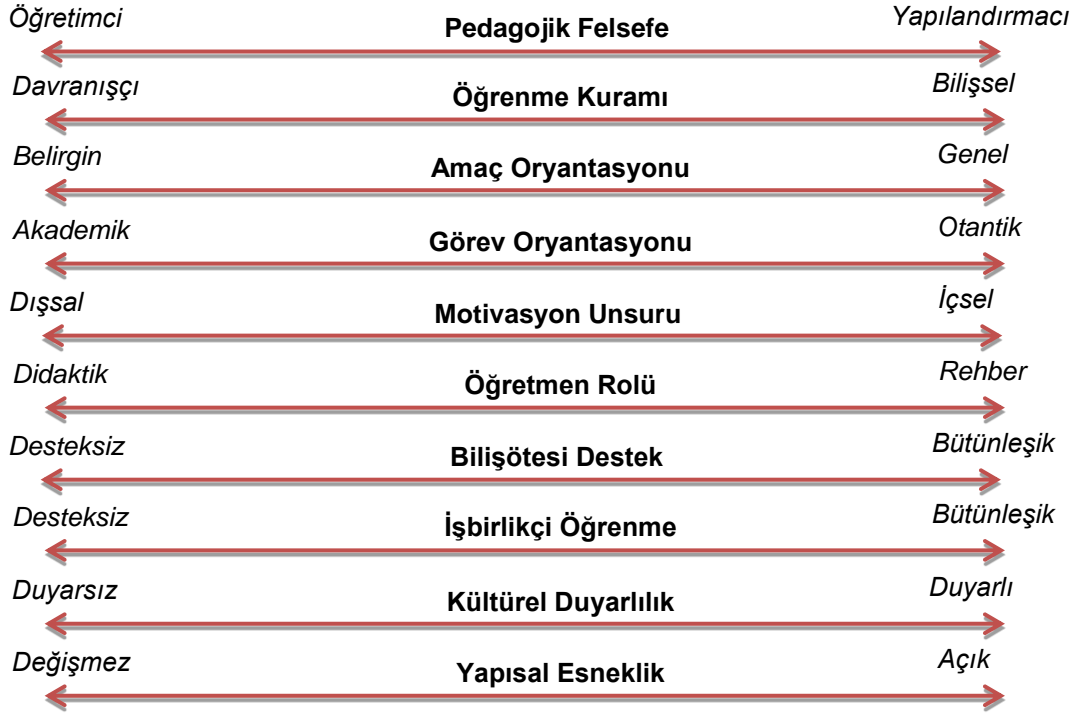 Öğretimci Pedagojik Felsefe Yapılandırmacı
Davranışçı Öğrenme Kuramı Bilişsel
Belirgin Amaç Oryantasyonu Genel
Akademik Görev Oryantasyonu Otantik
Dışsal Motivasyon Unsuru İçsel
Didaktik Öğretmen Rolü Rehber
Desteksiz Bilişötesi Destek Bütünleşik
Desteksiz İşbirlikçi Öğrenme Bütünleşik
Duyarsız Kültürel Duyarlılık Duyarlı
Değişmez Yapısal Esneklik Açık